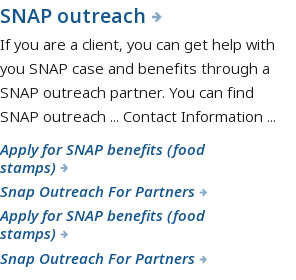 SNAP outreach
If you are a client, you can get help with
you SNAP case and benefits through a
SNAP outreach partner. You can find
SNAP outreach ... Contact Information ...
Apply for SNAP benefits (food
stamps)
Snap Outreach For Partners
Apply for SNAP benefits (food
stamps)
Snap Outreach For Partners